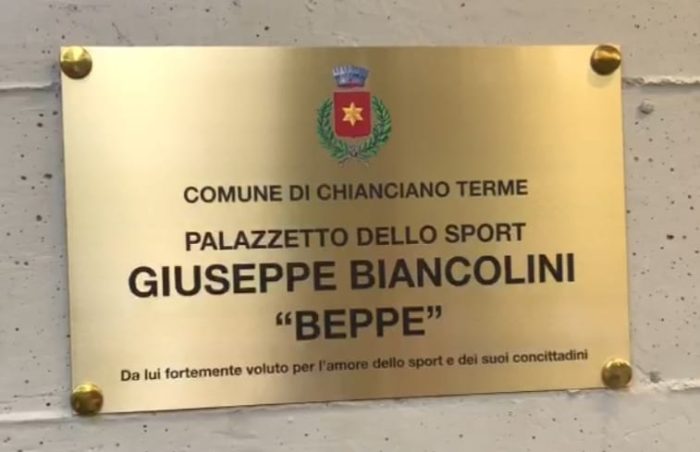 COMUNE DI CHIANCIANO TERME
PALAZZETTO DELLO SPORT
GIUSEPPE BIANCOLINI
“BEPPE”
Da lui fortemente voluto per l'amore dello sport e dei suoi concittadini